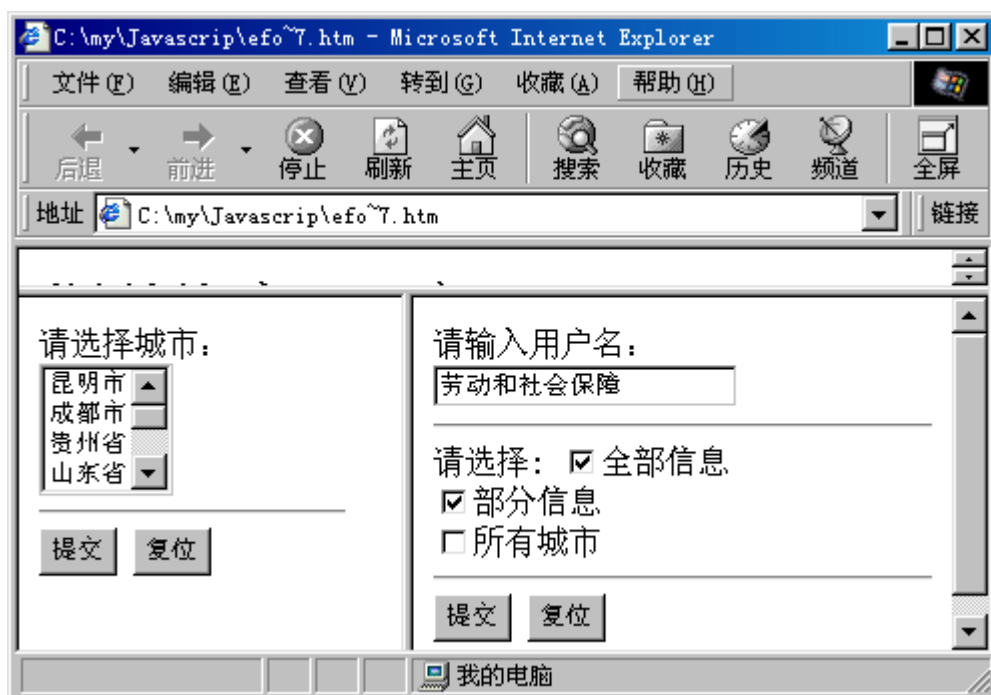 C:\my\Javascrip\efo~7.htm - Microsoft Internet Explorer
文件(F) 编辑(E) 查看(V) 转到(G) 收藏(A) 帮助(H)
后退 前进 停止 刷新 主页 搜索 收藏 历史 频道 全屏
地址 C:\my\Javascrip\efo~7.htm 链接
请选择城市：
昆明市
成都市
贵州省
山东省
提交 复位
请输入用户名：
劳动和社会保障
请选择： 全部信息
部分信息
所有城市
提交 复位
我的电脑